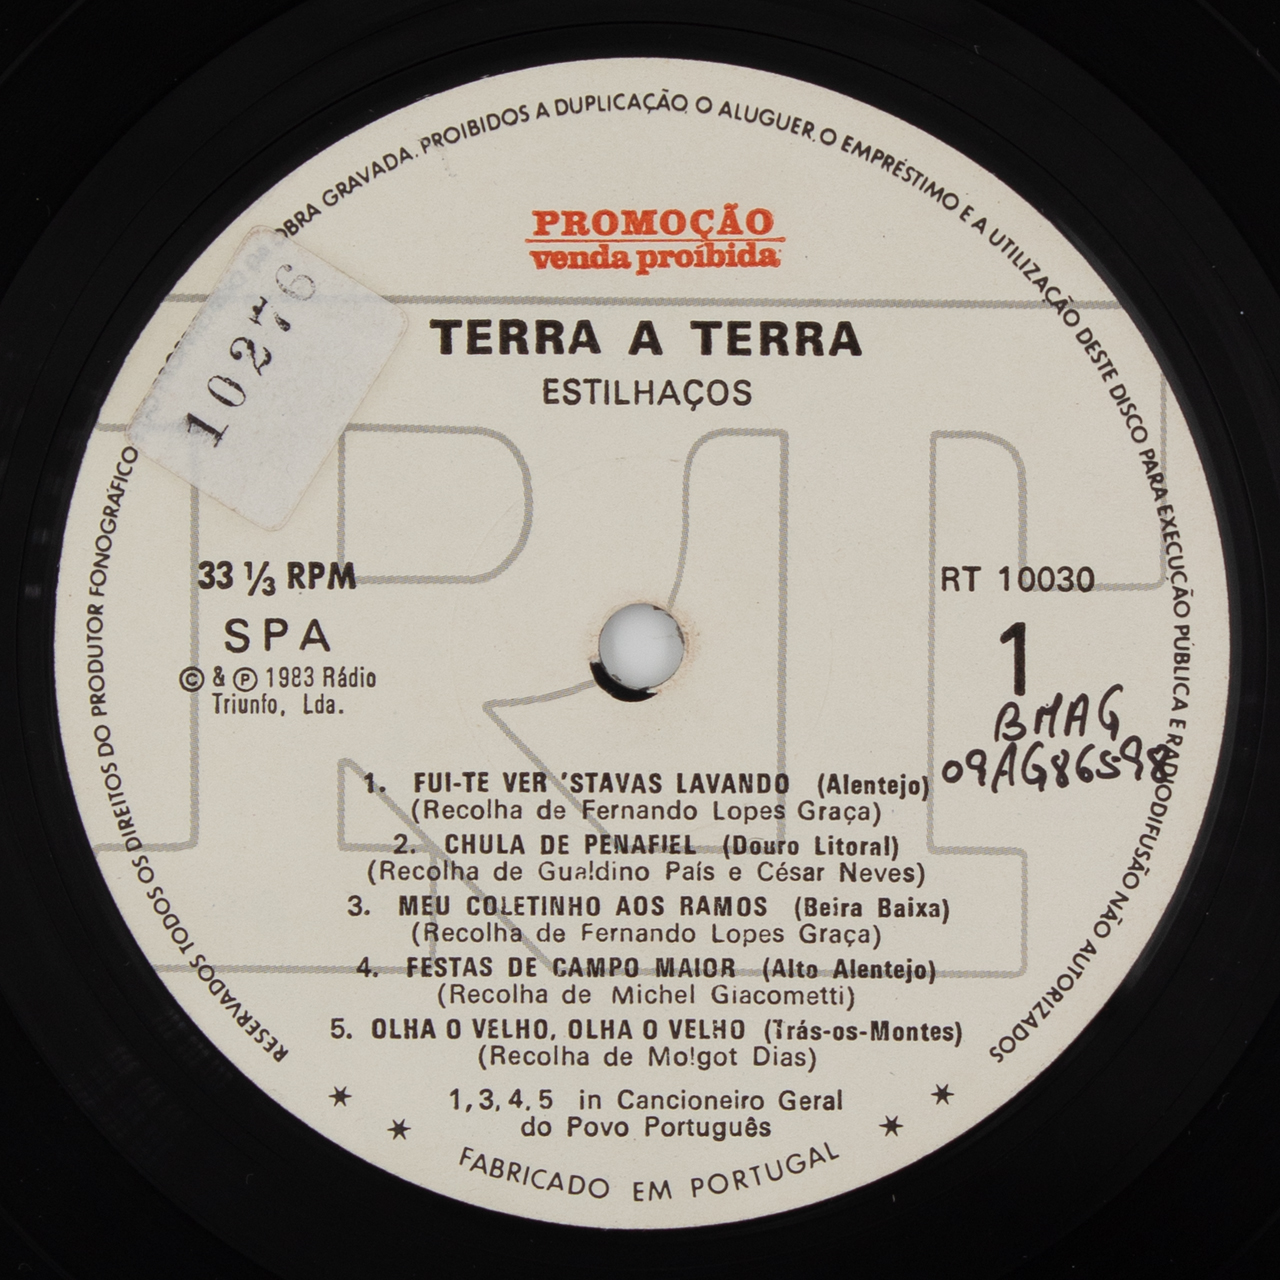 OBRA GRAVADA. PROIBIDOS A DUPLICAÇÃO, O ALUGUER, O EMPRÉSTIMO E A UTILIZAÇÃO DESTE DISCO PARA EXECUÇÃO PÚBLICA E RADIODIFUSÃO NÃO AUTORIZADOS
PROMOÇÃO
venda proíbida
10276
TERRA A TERRA
ESTILHAÇOS
33 1/3 RPM
SPA
© & ℗ 1983 Rádio
Triunfo, Lda.
RT 10030
1
BMAG
09AG86598
1. FUI-TE VER 'STAVAS LAVANDO (Alentejo)
(Recolha de Fernando Lopes Graça)
2. CHULA DE PENAFIEL (Douro Litoral)
(Recolha de Gualdino País e César Neves)
3. MEU COLETINHO AOS RAMOS (Beira Baixa)
(Recolha de Fernando Lopes Graça)
4. FESTAS DE CAMPO MAIOR (Alto Alentejo)
(Recolha de Michel Giacometti)
5. OLHA O VELHO, OLHA O VELHO (Trás-os-Montes)
(Recolha de Mo!got Dias)
1,3,4,5 in Cancioneiro Geral
do Povo Português
RESERVADOS TODOS OS DIREITOS DO PRODUTOR FONOGRÁFICO
FABRICADO EM PORTUGAL